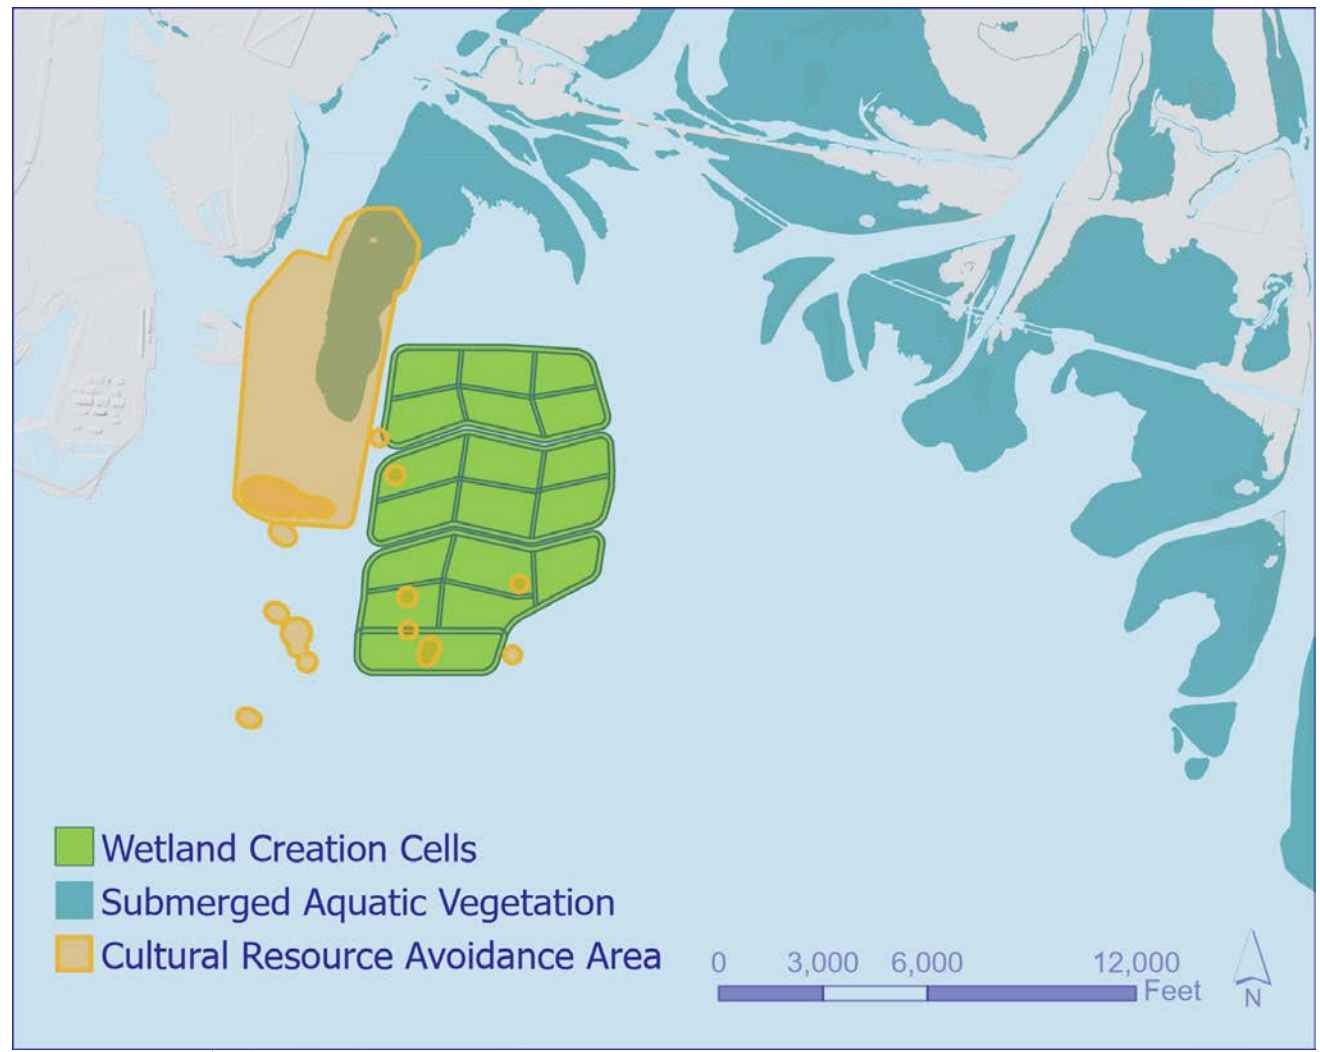 Wetland Creation Cells
Submerged Aquatic Vegetation
Cultural Resource Avoidance Area
0 3,000 6,000 12,000
Feet
N